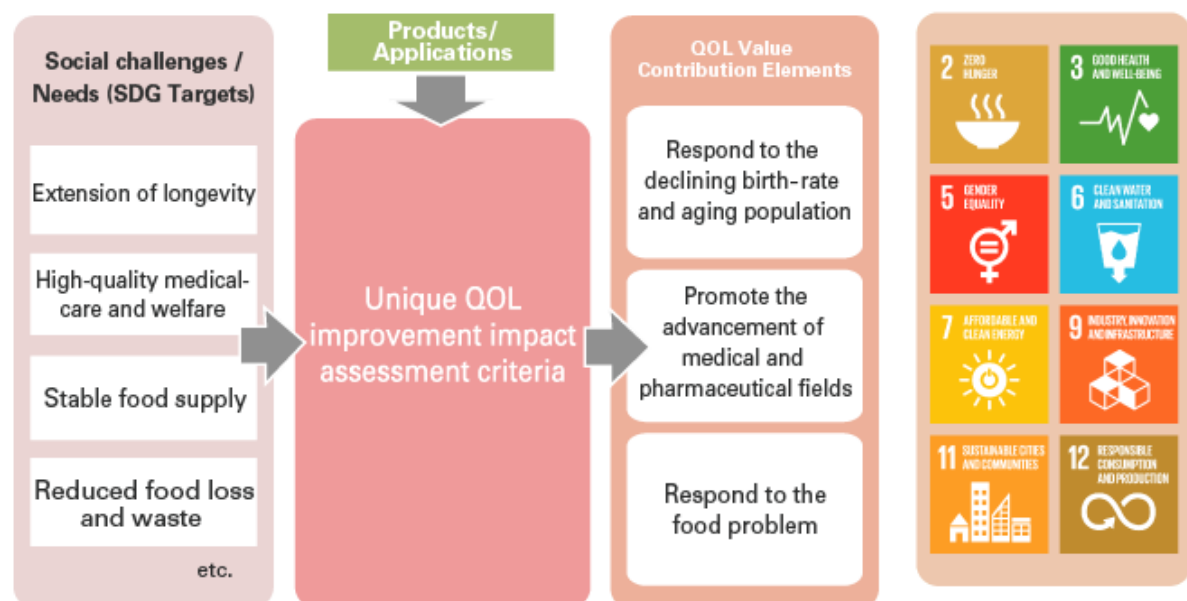 Social challenges /
Needs (SDG Targets)
Extension of longevity
High-quality medical-
care and welfare
Stable food supply
Reduced food loss
and waste
etc.
Products/
Applications
Unique QOL
improvement impact
assessment criteria
QOL Value
Contribution Elements
Respond to the
declining birth-rate
and aging population
Promote the
advancement of
medical and
pharmaceutical fields
Respond to the
food problem
2 ZERO
HUNGER
3 GOOD HEALTH
AND WELL-BEING
5 GENDER
EQUALITY
6 CLEAN WATER
AND SANITATION
7 AFFORDABLE AND
CLEAN ENERGY
9 INDUSTRY, INNOVATION
AND INFRASTRUCTURE
11 SUSTAINABLE CITIES
AND COMMUNITIES
12 RESPONSIBLE
CONSUMPTION
AND PRODUCTION